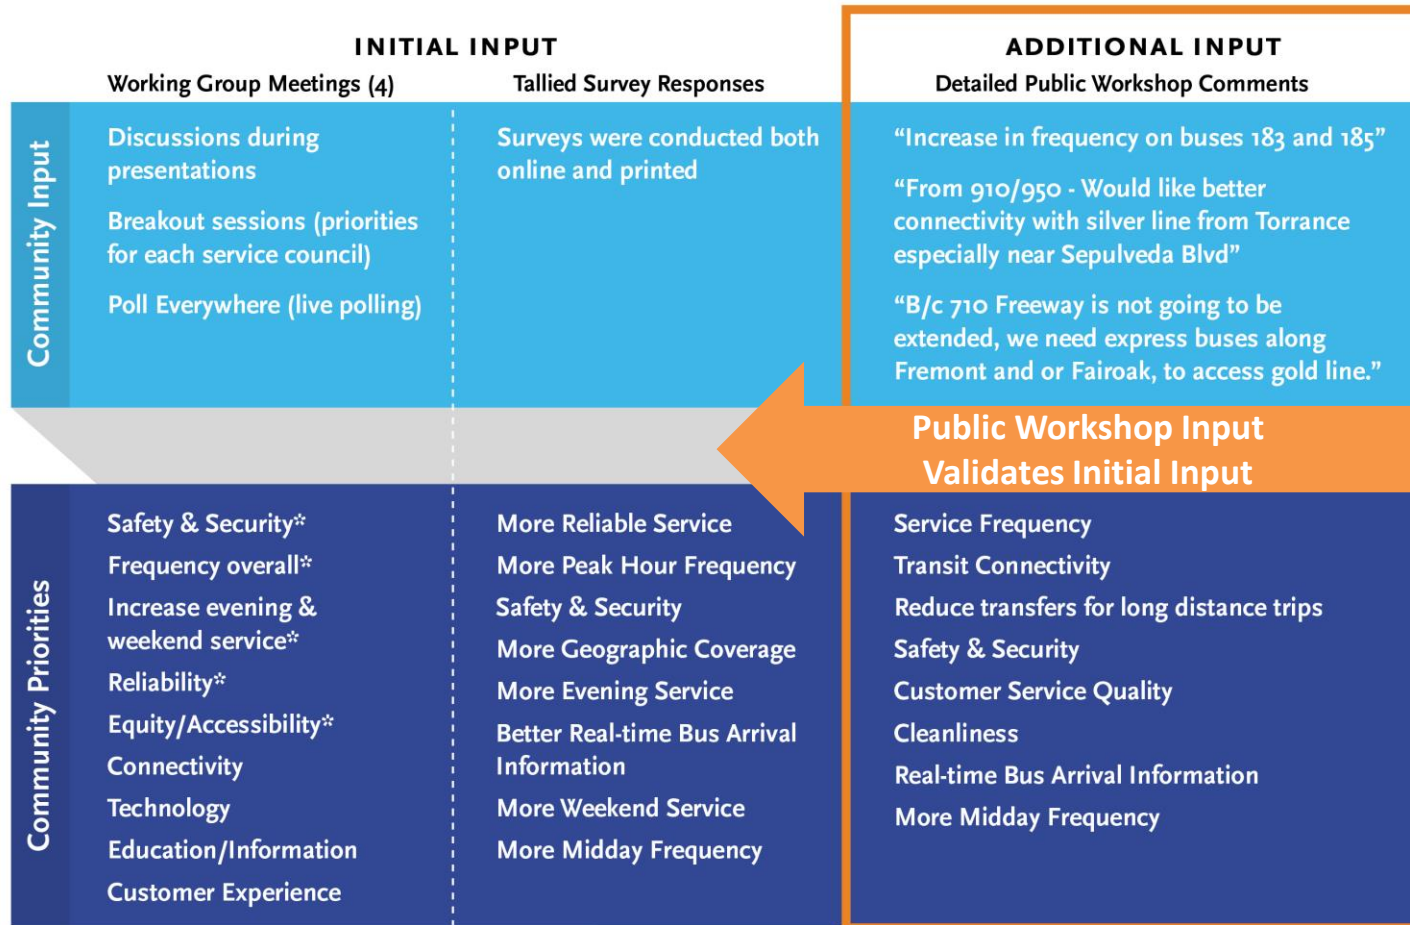 INITIAL INPUT
Working Group Meetings (4)
Tallied Survey Responses
ADDITIONAL INPUT
Detailed Public Workshop Comments
Community Input
Discussions during
presentations
Breakout sessions (priorities
for each service council)
Poll Everywhere (live polling)
Surveys were conducted both
online and printed
“Increase in frequency on buses 183 and 185”
“From 910/950 - Would like better
connectivity with silver line from Torrance
especially near Sepulveda Blvd”
“B/c 710 Freeway is not going to be
extended, we need express buses along
Fremont and or Fairoak, to access gold line.”
Public Workshop Input
Validates Initial Input
Community Priorities
Safety & Security*
Frequency overall*
Increase evening &
weekend service*
Reliability*
Equity/Accessibility*
Connectivity
Technology
Education/Information
Customer Experience
More Reliable Service
More Peak Hour Frequency
Safety & Security
More Geographic Coverage
More Evening Service
Better Real-time Bus Arrival
Information
More Weekend Service
More Midday Frequency
Service Frequency
Transit Connectivity
Reduce transfers for long distance trips
Safety & Security
Customer Service Quality
Cleanliness
Real-time Bus Arrival Information
More Midday Frequency